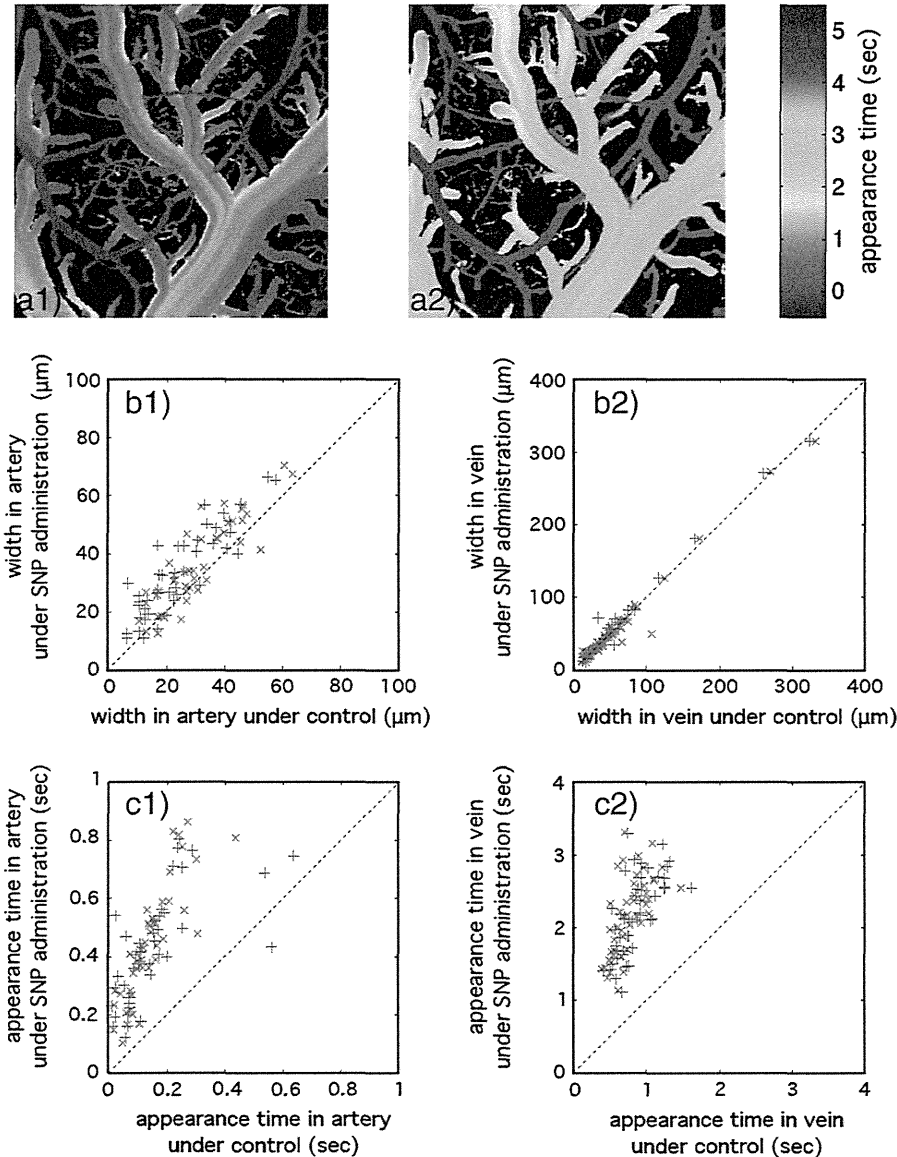 a1)
a2)
5
4
3
2
1
0
appearance time (sec)
b1)
100
80
60
40
20
0
0 20 40 60 80 100
width in artery
under SNP administration (μm)
width in artery under control (μm)
b2)
400
300
200
100
0
0 100 200 300 400
width in vein
under SNP administration (μm)
width in vein under control (μm)
c1)
1
0.8
0.6
0.4
0.2
0
0 0.2 0.4 0.6 0.8 1
appearance time in artery
under SNP administration (sec)
appearance time in artery
under control (sec)
c2)
4
3
2
1
0
0 1 2 3 4
appearance time in vein
under SNP administration (sec)
appearance time in vein
under control (sec)